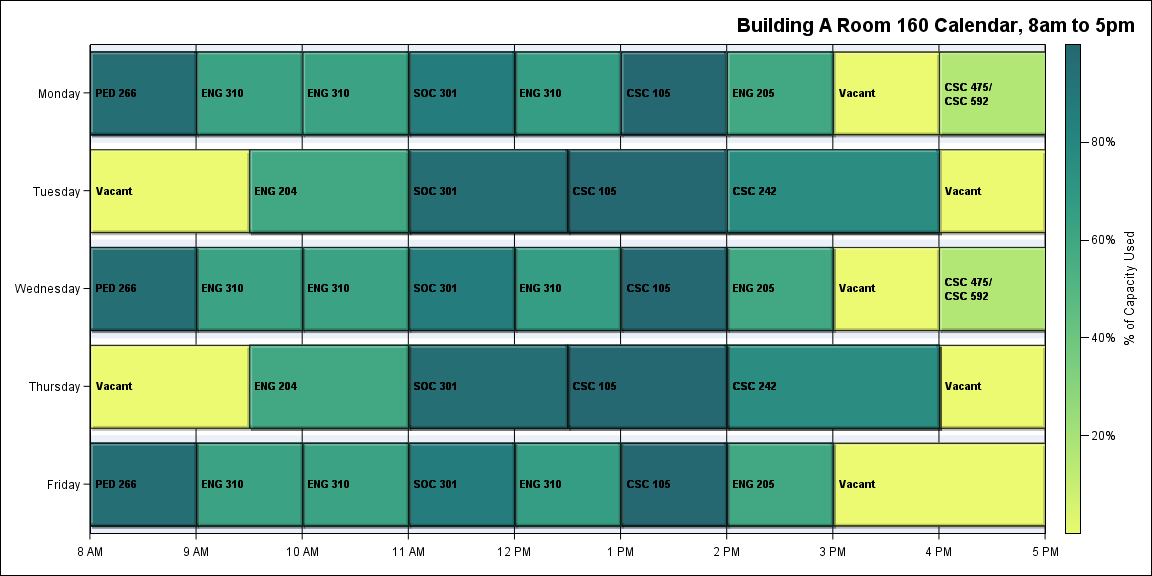 Building A Room 160 Calendar, 8am to 5pm
Monday
PED 266
ENG 310
ENG 310
SOC 301
ENG 310
CSC 105
ENG 205
Vacant
CSC 475/
CSC 592
Tuesday
Vacant
ENG 204
SOC 301
CSC 105
CSC 242
Vacant
Wednesday
PED 266
ENG 310
ENG 310
SOC 301
ENG 310
CSC 105
ENG 205
Vacant
CSC 475/
CSC 592
Thursday
Vacant
ENG 204
SOC 301
CSC 105
CSC 242
Vacant
Friday
PED 266
ENG 310
ENG 310
SOC 301
ENG 310
CSC 105
ENG 205
Vacant
8 AM
9 AM
10 AM
11 AM
12 PM
1 PM
2 PM
3 PM
4 PM
5 PM
80%
60%
40%
20%
% of Capacity Used